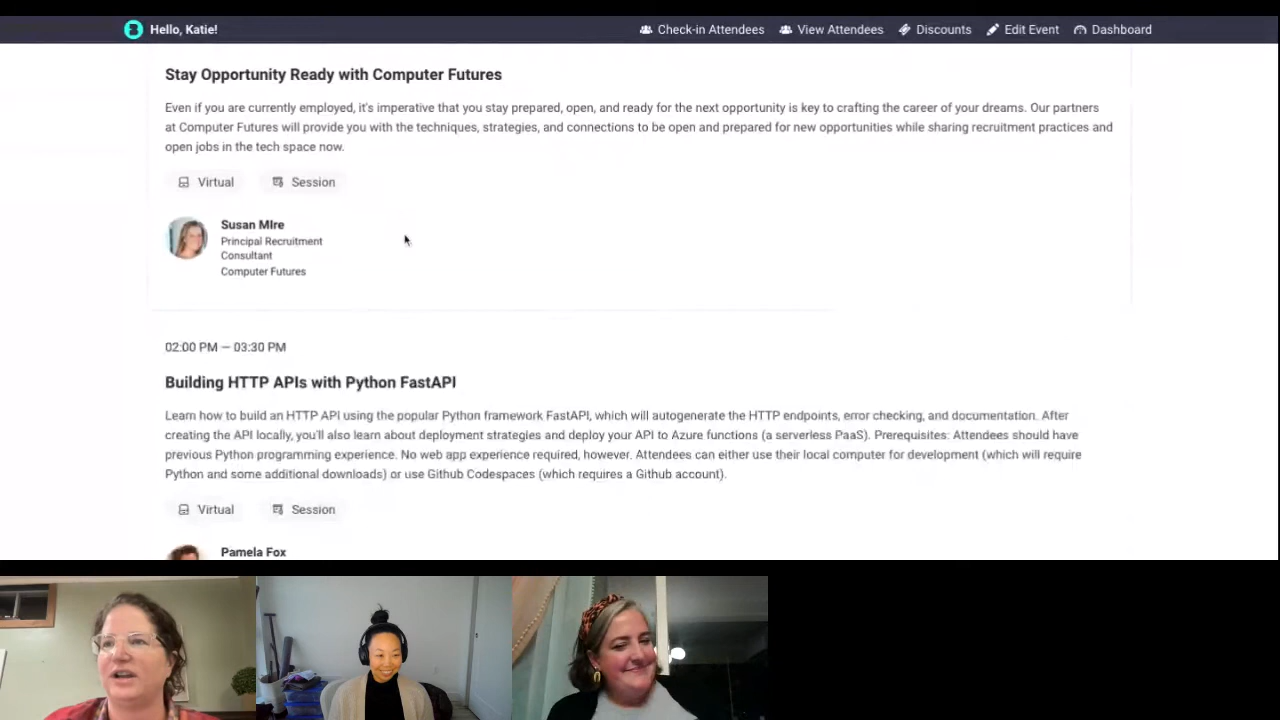 Hello, Katie!
Check-in Attendees
View Attendees
Discounts
Edit Event
Dashboard
Stay Opportunity Ready with Computer Futures
Even if you are currently employed, it's imperative that you stay prepared, open, and ready for the next opportunity is key to crafting the career of your dreams. Our partners
at Computer Futures will provide you with the techniques, strategies, and connections to be open and prepared for new opportunities while sharing recruitment practices and
open jobs in the tech space now.
Virtual
Session
Susan MIre
Principal Recruitment
Consultant
Computer Futures
02:00 PM — 03:30 PM
Building HTTP APIs with Python FastAPI
Learn how to build an HTTP API using the popular Python framework FastAPI, which will autogenerate the HTTP endpoints, error checking, and documentation. After
creating the API locally, you'll also learn about deployment strategies and deploy your API to Azure functions (a serverless PaaS). Prerequisites: Attendees should have
previous Python programming experience. No web app experience required, however. Attendees can either use their local computer for development (which will require
Python and some additional downloads) or use Github Codespaces (which requires a Github account).
Virtual
Session
Pamela Fox